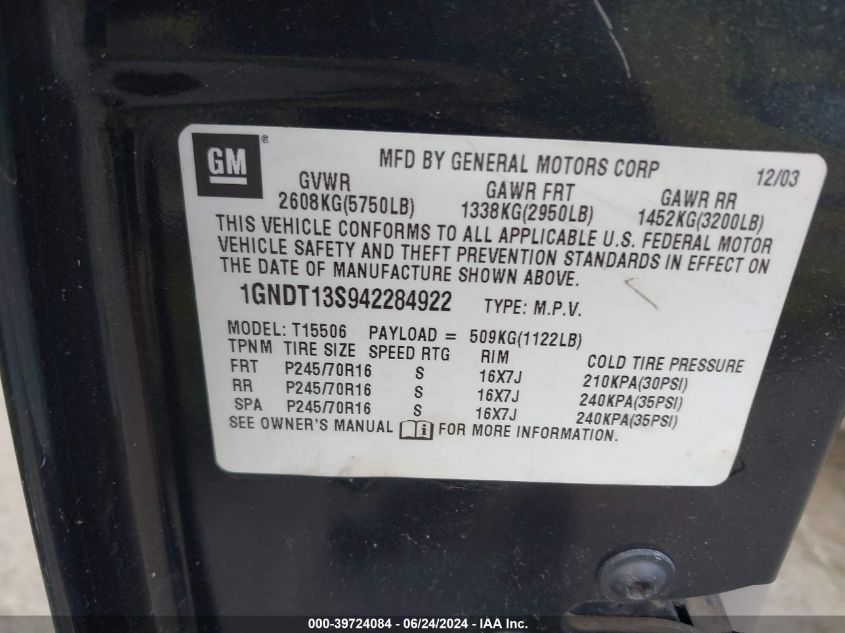 GM®
MFD BY GENERAL MOTORS CORP 12/03
GVWR GAWR FRT GAWR RR
2608KG(5750LB) 1338KG(2950LB) 1452KG(3200LB)
THIS VEHICLE CONFORMS TO ALL APPLICABLE U.S. FEDERAL MOTOR
VEHICLE SAFETY AND THEFT PREVENTION STANDARDS IN EFFECT ON
THE DATE OF MANUFACTURE SHOWN ABOVE.
1GNDT13S942284922 TYPE: M.P.V.
MODEL: T15506 PAYLOAD = 509KG(1122LB)
TPNM TIRE SIZE SPEED RTG RIM COLD TIRE PRESSURE
FRT P245/70R16 S 16X7J 210KPA(30PSI)
RR P245/70R16 S 16X7J 240KPA(35PSI)
SPA P245/70R16 S 16X7J 240KPA(35PSI)
SEE OWNER'S MANUAL i FOR MORE INFORMATION.
000-39724084 / 06/24/2024 / IAA Inc.